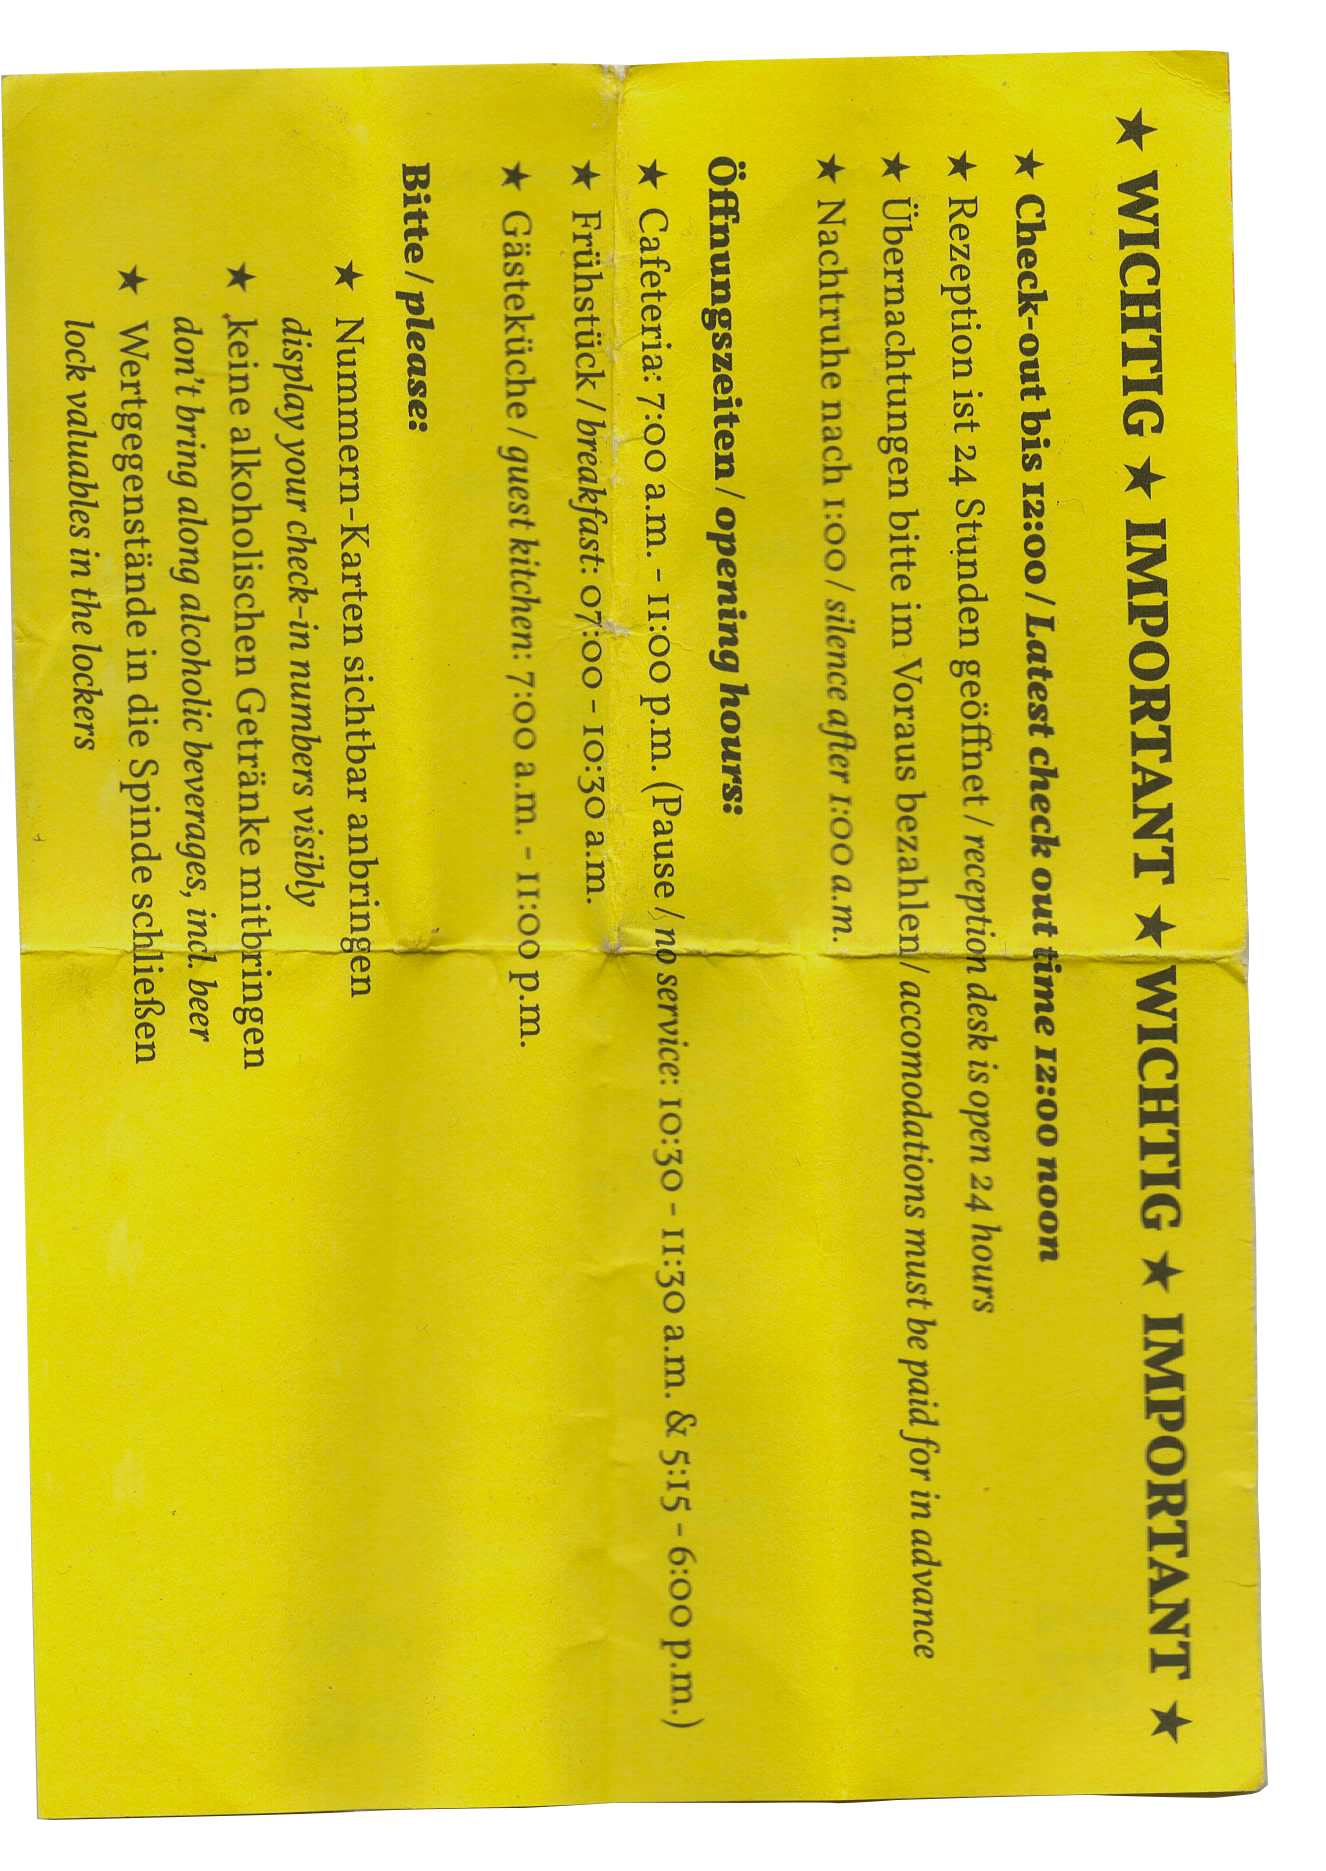 ★ WICHTIG ★ IMPORTANT ★ WICHTIG ★ IMPORTANT ★
★ Check-out bis 12:00 / Latest check out time 12:00 noon
★ Rezeption ist 24 Stunden geöffnet / reception desk is open 24 hours
★ Übernachtungen bitte im Voraus bezahlen / accomodations must be paid for in advance
★ Nachtruhe nach 1:00 / silence after 1:00 a.m.
Öffnungszeiten / opening hours:
★ Cafeteria: 7:00 a.m. - 11:00 p.m. (Pause / no service: 10:30 - 11:30 a.m. & 5:15 - 6:00 p.m.)
★ Frühstück / breakfast: 07:00 - 10:30 a.m.
★ Gästeküche / guest kitchen: 7:00 a.m. - 11:00 p.m.
Bitte / please:
★ Nummern-Karten sichtbar anbringen
display your check-in numbers visibly
★ keine alkoholischen Getränke mitbringen
don't bring along alcoholic beverages, incl. beer
★ Wertgegenstände in die Spinde schließen
lock valuables in the lockers